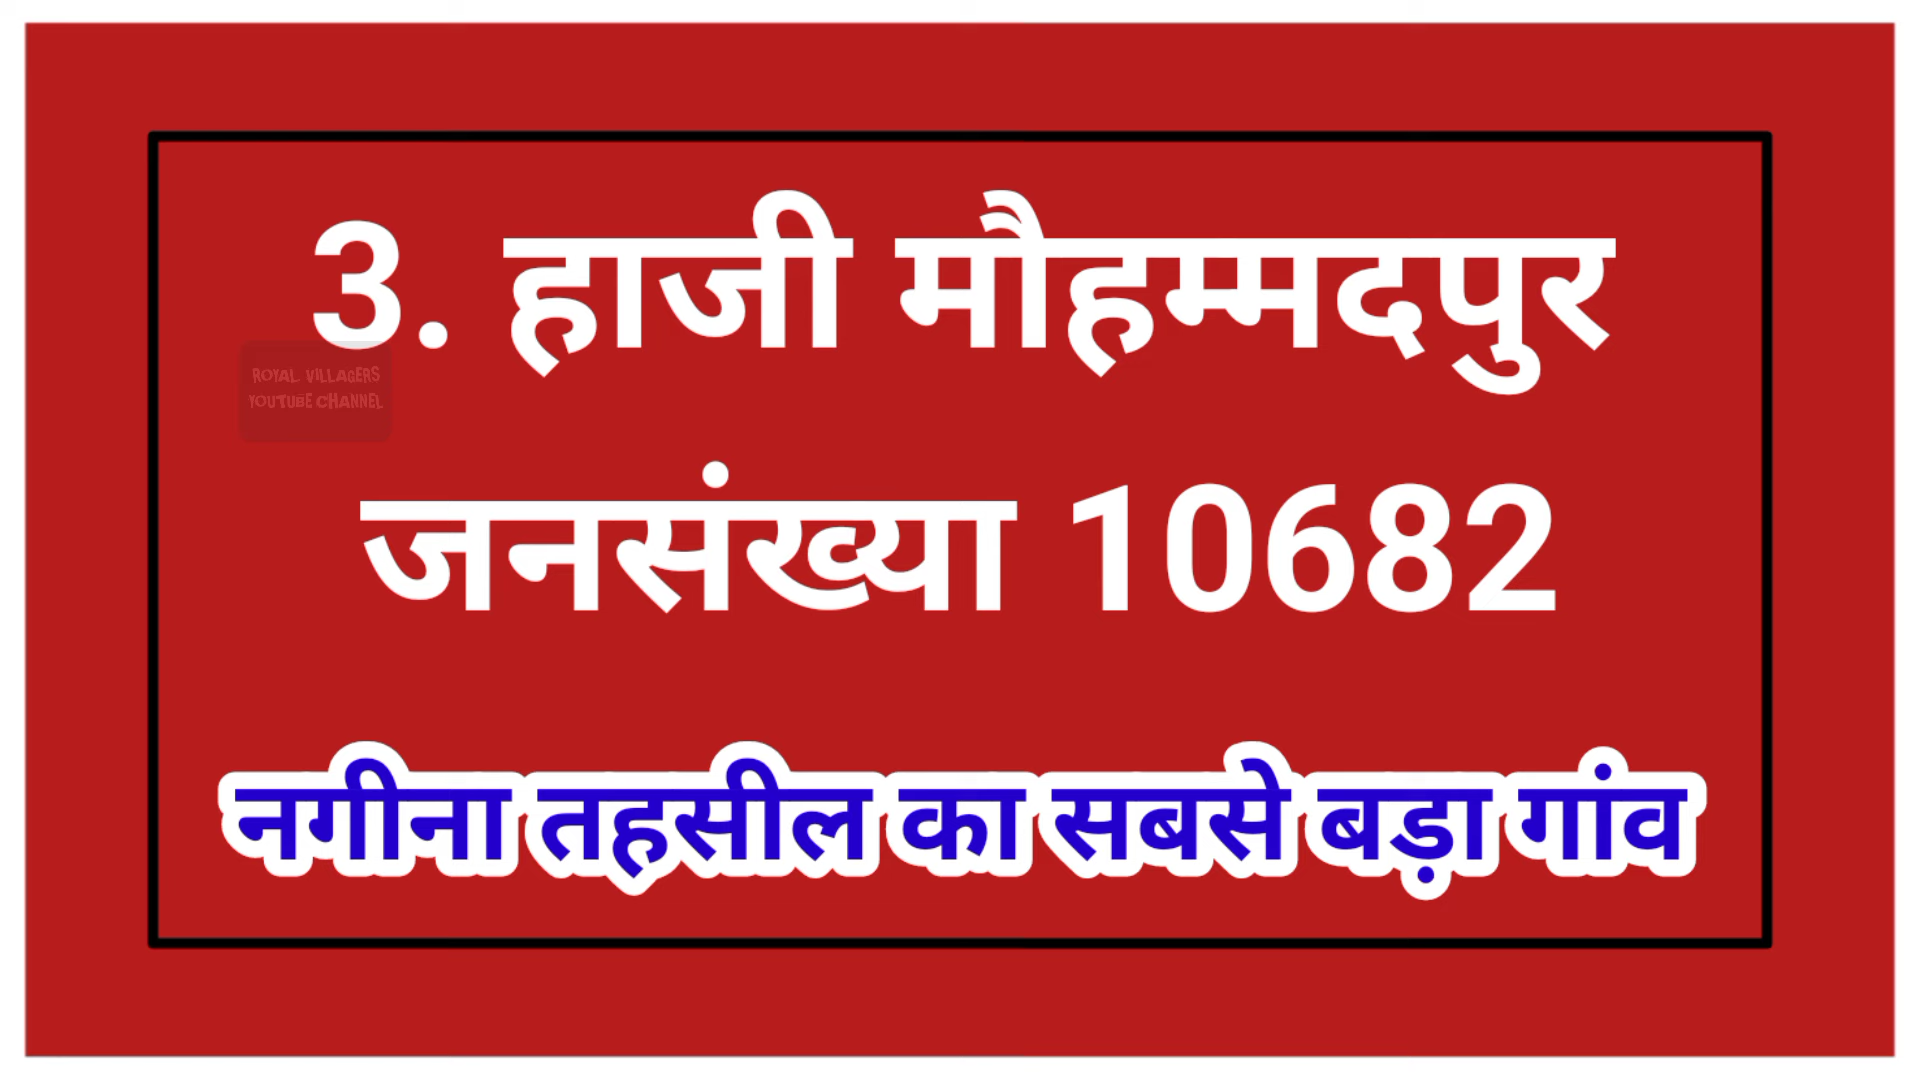 3. हाजी मौहम्मदपुर
ROYAL VILLAGERS
YOUTUBE CHANNEL
जनसंख्या 10682
नगीना तहसील का सबसे बड़ा गांव